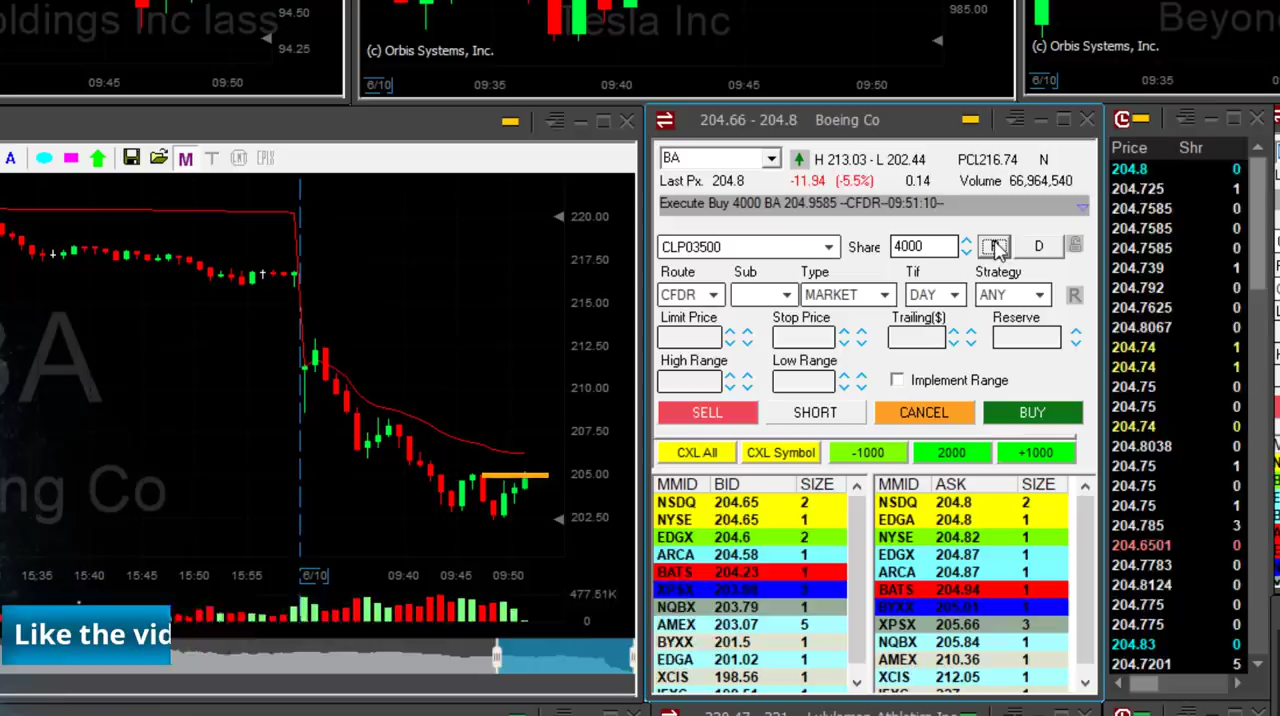 94.50
oldings Inc lass
94.25
09:45 09:50
Tesla Inc
985.00
(c) Orbis Systems, Inc.
6/10 09:35 09:40 09:45 09:50
Beyon
(c) Orbis Systems, Inc.
6/10 09:35
A M T
220.00
217.50
215.00
212.50
210.00
207.50
205.00
202.50
BA
ng Co
15:35 15:40 15:45 15:50 15:55 6/10 09:40 09:45 09:50
477.51K
0
Like the vid
204.66 - 204.8 Boeing Co
BA H 213.03 - L 202.44 PCL216.74 N
Last Px. 204.8 -11.94 (-5.5%) 0.14 Volume 66,964,540
Execute Buy 4000 BA 204.9585 --CFDR--09:51:10--
CLP03500 Share 4000 D
Route Sub Type Tif Strategy
CFDR MARKET DAY ANY R
Limit Price Stop Price Trailing($) Reserve
High Range Low Range
Implement Range
SELL SHORT CANCEL BUY
CXL All CXL Symbol -1000 2000 +1000
MMID BID SIZE MMID ASK SIZE
NSDQ 204.65 2 NSDQ 204.8 2
NYSE 204.65 1 EDGA 204.8 1
EDGX 204.6 2 NYSE 204.82 1
ARCA 204.58 1 EDGX 204.87 1
BATS 204.23 1 ARCA 204.87 1
XPSX 203.98 3 BATS 204.94 1
NQBX 203.79 1 BYXX 205.01 1
AMEX 203.07 5 XPSX 205.66 3
BYXX 201.5 1 NQBX 205.84 1
EDGA 201.02 1 AMEX 210.36 1
XCIS 198.56 1 XCIS 212.05 1
Price Shr
204.8 0
204.725 1
204.7585 0
204.7585 0
204.7585 0
204.739 1
204.792 0
204.7625 0
204.8067 0
204.74 1
204.74 1
204.75 0
204.75 0
204.74 0
204.8038 0
204.75 1
204.75 0
204.75 1
204.785 3
204.6501 0
204.7783 0
204.8124 0
204.775 0
204.775 0
204.83 0
204.7201 5